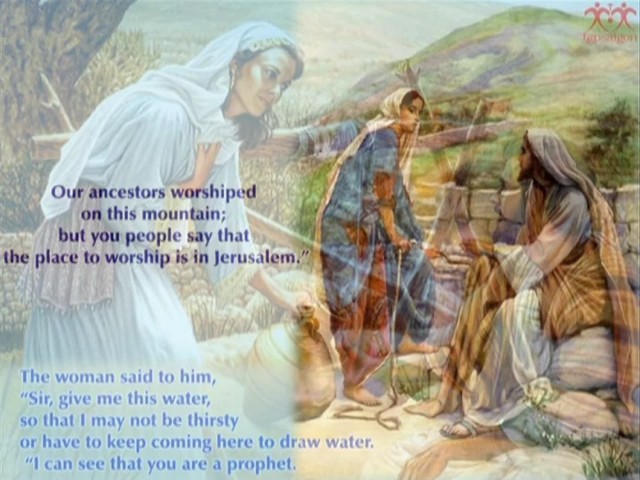 tgpsaigon
Our ancestors worshiped
on this mountain;
but you people say that
the place to worship is in Jerusalem.”
The woman said to him,
“Sir, give me this water,
so that I may not be thirsty
or have to keep coming here to draw water.
“I can see that you are a prophet.